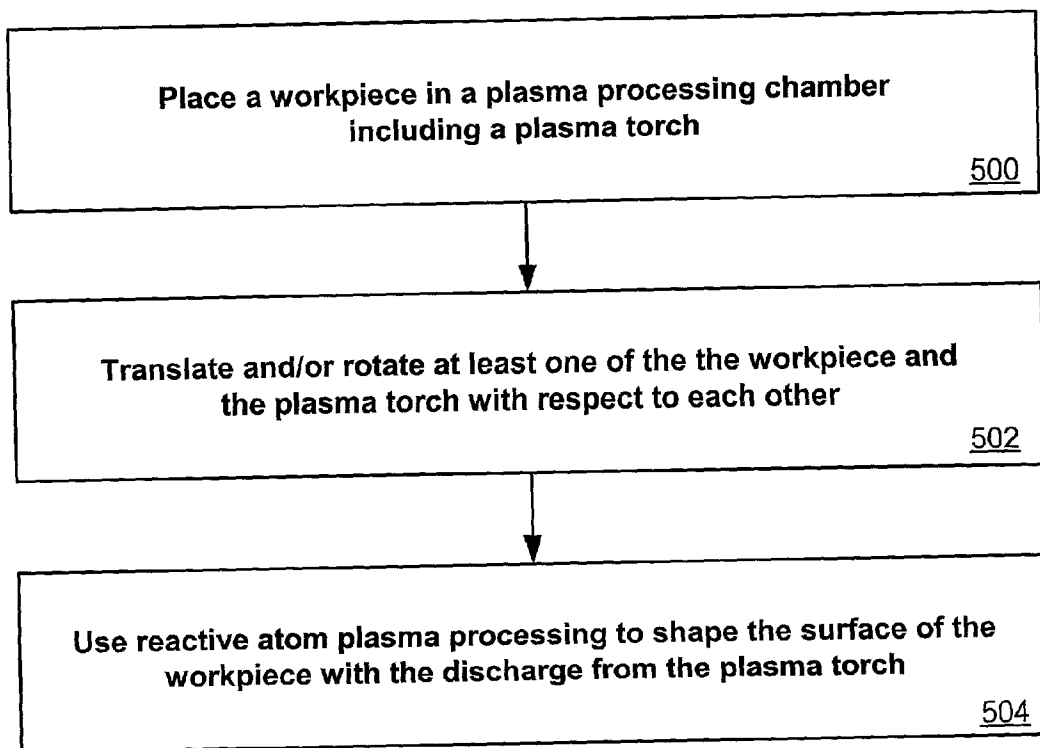 Place a workpiece in a plasma processing chamber
including a plasma torch
500
Translate and/or rotate at least one of the the workpiece and
the plasma torch with respect to each other
502
Use reactive atom plasma processing to shape the surface of the
workpiece with the discharge from the plasma torch
504